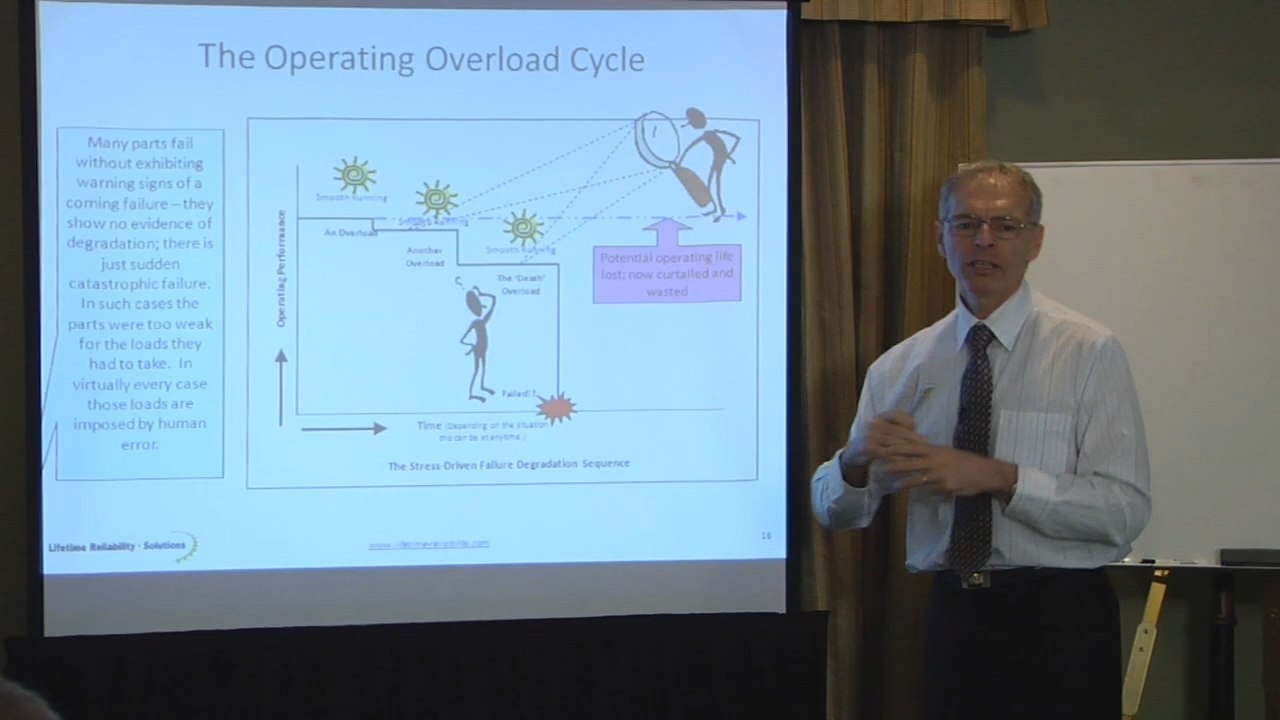 The Operating Overload Cycle
Many parts fail
without exhibiting
warning signs of a
coming failure – they
show no evidence of
degradation; there is
just sudden
catastrophic failure.
In such cases the
parts were too weak
for the loads they
had to take. In
virtually every case
those loads are
imposed by human
error.
Operating Performance
Smooth Running
An Overload
Smooth Running
Another
Overload
Smooth Running
The 'Death'
Overload
Potential operating life
lost; now curtailed and
wasted
Failed!?
Time (Depending on the situation
this can be at anytime.)
The Stress-Driven Failure Degradation Sequence
Lifetime Reliability - Solutions
www.lifetime-reliability.com
16